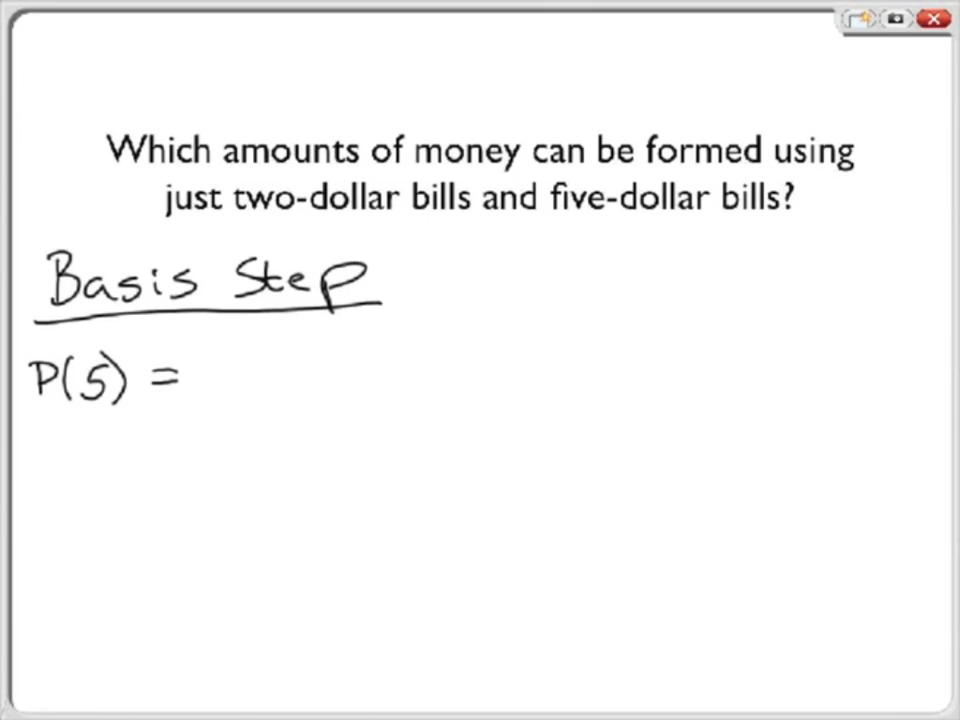 Which amounts of money can be formed using
just two-dollar bills and five-dollar bills?
Basis Step
P(5) =